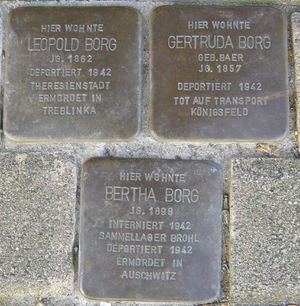 HIER WOHNTE
LEOPOLD BORG
JG. 1862
DEPORTIERT 1942
THERESIENSTADT
ERMORDET IN
TREBLINKA
HIER WOHNTE
GERTRUDA BORG
GEB. BAER
JG. 1857
DEPORTIERT 1942
TOT AUF TRANSPORT
KÖNIGSFELD
HIER WOHNTE
BERTHA BORG
JG. 1898
INTERNIERT 1942
SAMMELLAGER BROHL
DEPORTIERT 1942
ERMORDET IN
AUSCHWITZ